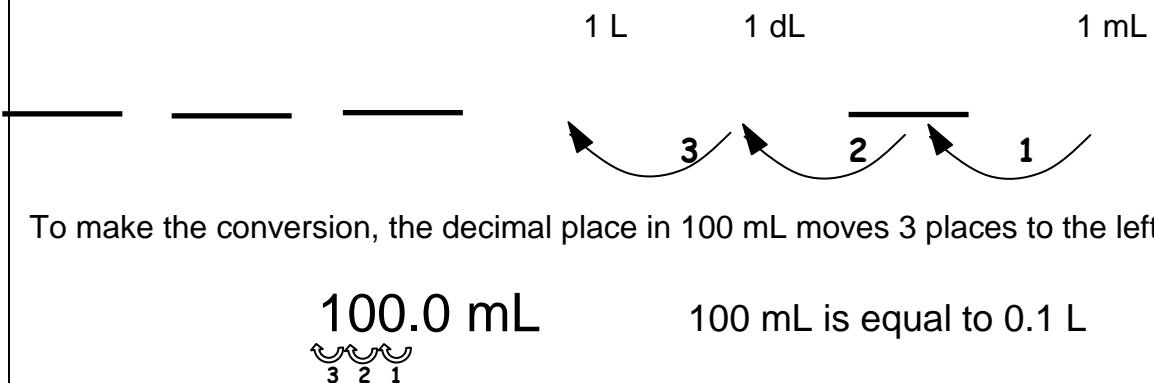 1 L 1 dL 1 mL
3 2 1
To make the conversion, the decimal place in 100 mL moves 3 places to the left
100.0 mL 100 mL is equal to 0.1 L
3 2 1